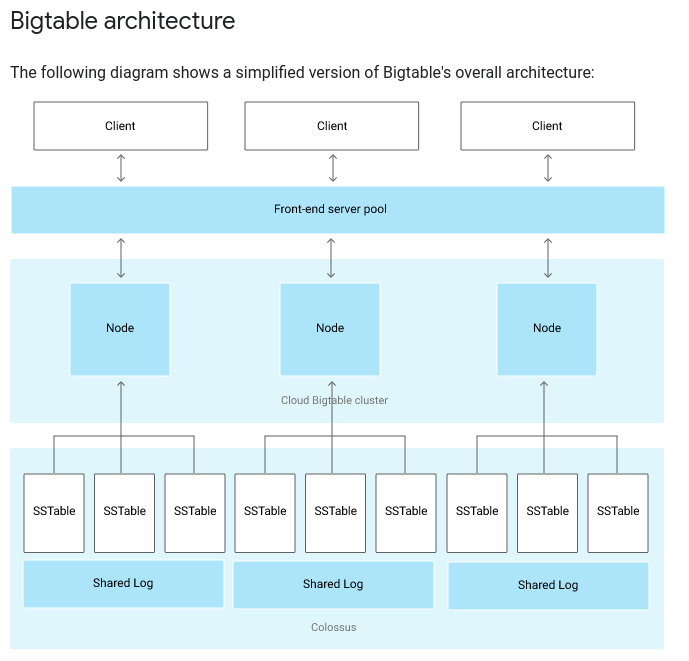 Bigtable architecture
The following diagram shows a simplified version of Bigtable's overall architecture:
Client
Client
Client
Front-end server pool
Node
Node
Node
Cloud Bigtable cluster
SSTable
SSTable
SSTable
SSTable
SSTable
SSTable
SSTable
SSTable
SSTable
Shared Log
Shared Log
Shared Log
Colossus